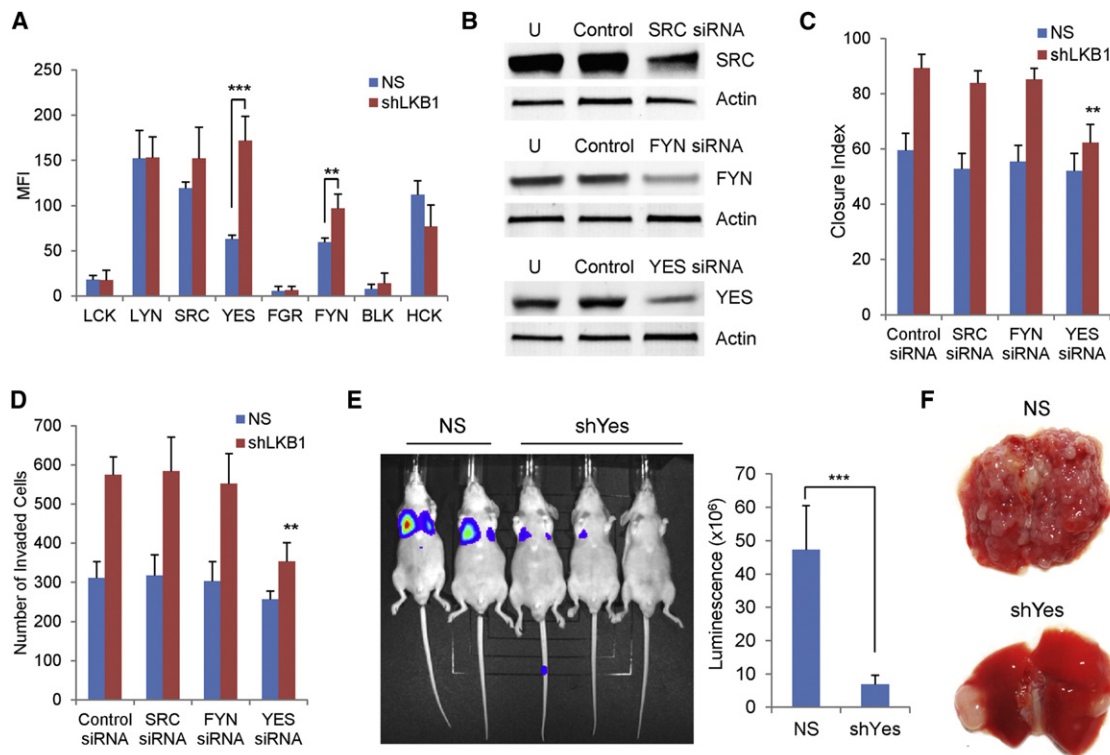 A
NS
shLKB1
MFI
250
200
150
100
50
0
***
**
LCK LYN SRC YES FGR FYN BLK HCK
B
U Control SRC siRNA
SRC
Actin
U Control FYN siRNA
FYN
Actin
U Control YES siRNA
YES
Actin
C
NS
shLKB1
Closure Index
100
80
60
40
20
0
**
Control siRNA SRC siRNA FYN siRNA YES siRNA
D
NS
shLKB1
Number of Invaded Cells
700
600
500
400
300
200
100
0
**
Control siRNA SRC siRNA FYN siRNA YES siRNA
E
NS shYes
Luminescence (x10⁶)
70
60
50
40
30
20
10
0
***
NS shYes
F
NS
shYes